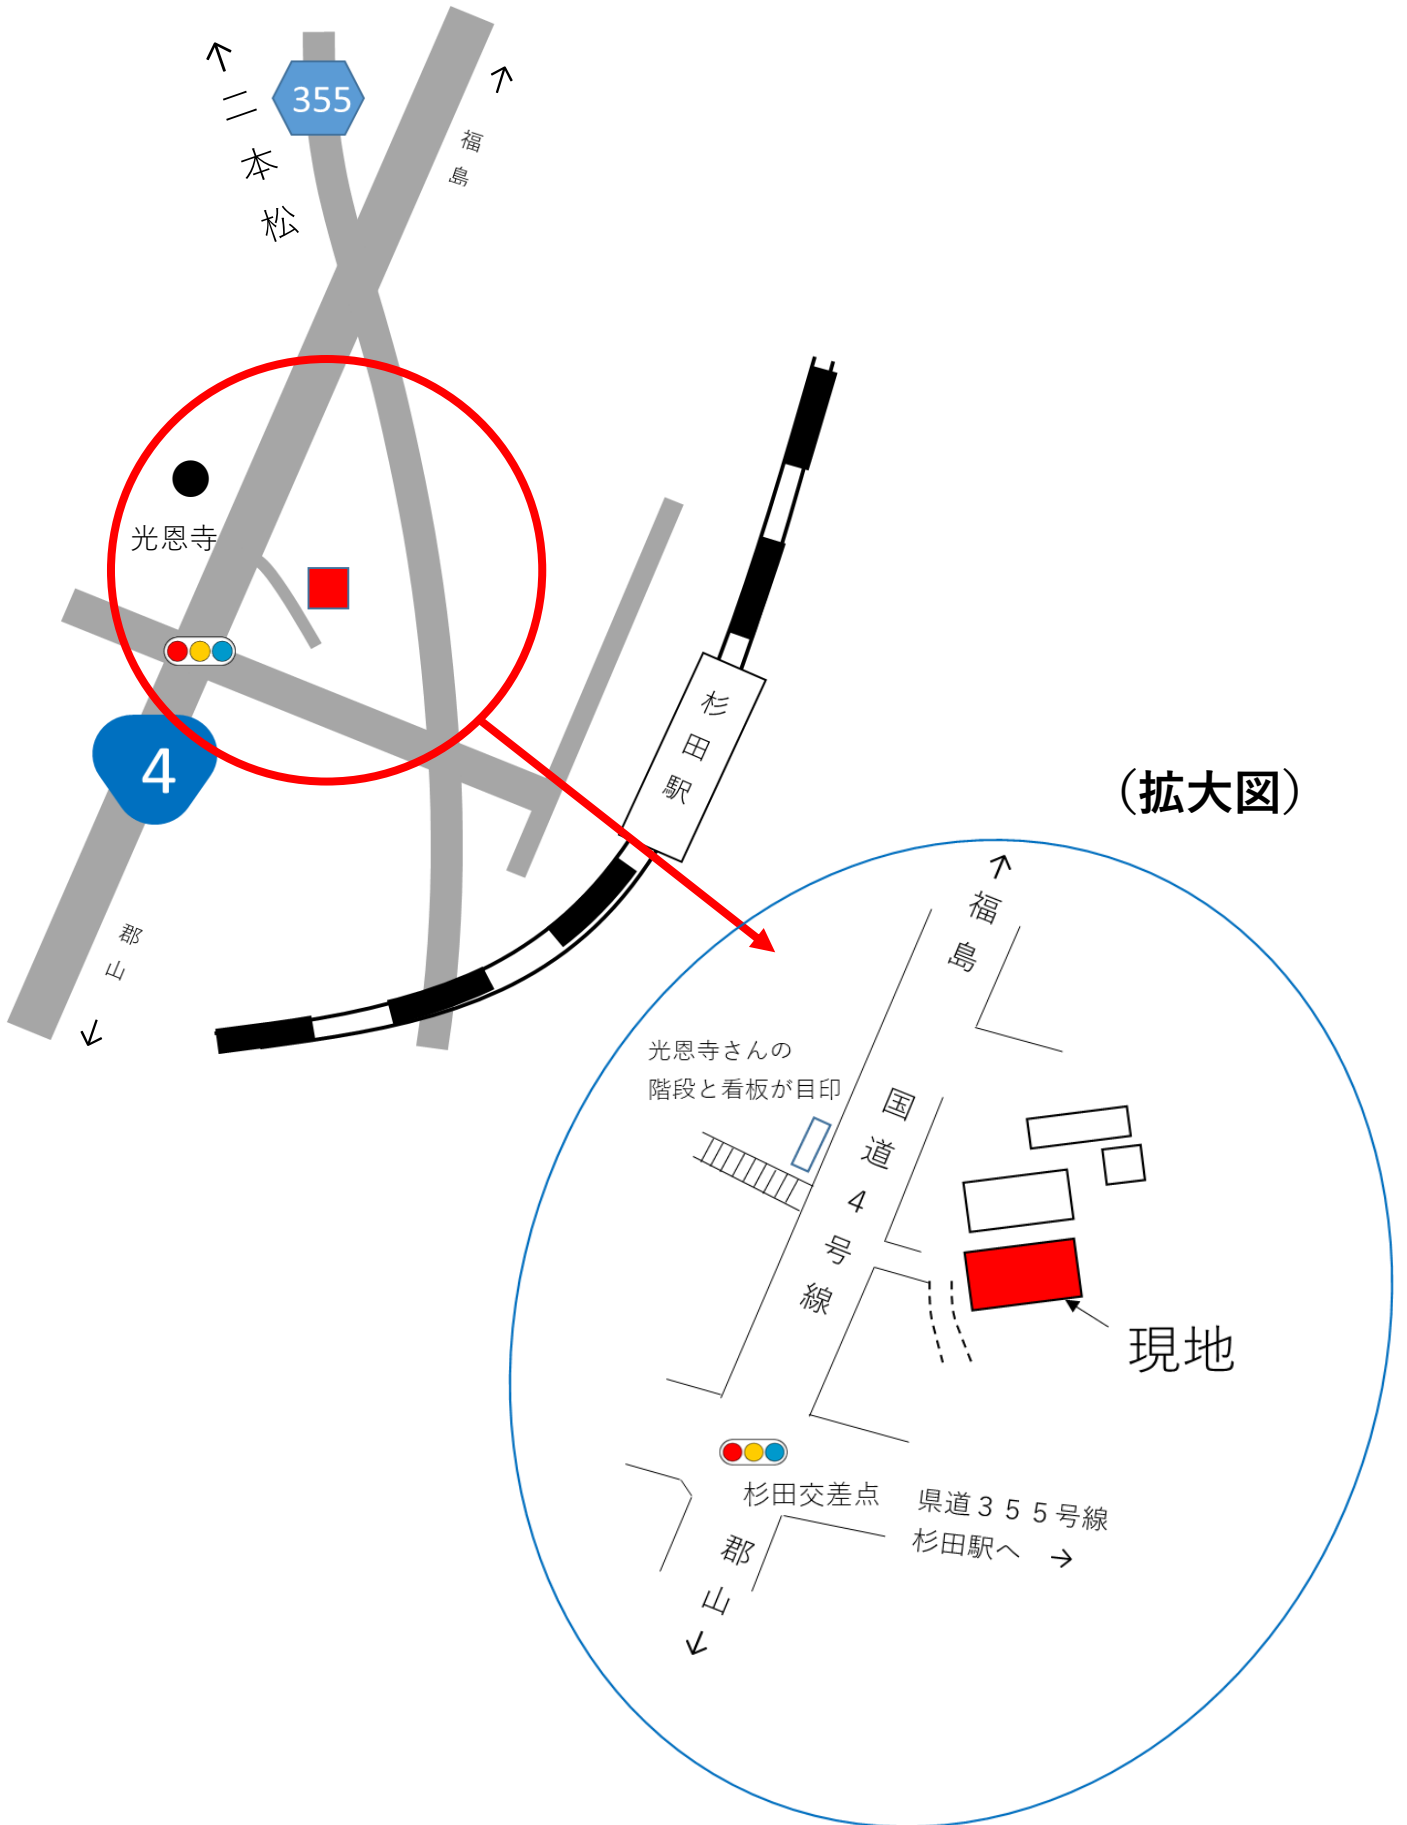 355
二本松
福島
光恩寺
4
郡山
杉田駅
（拡大図）
福島
光恩寺さんの
階段と看板が目印
国道４号線
現地
杉田交差点
県道３５５号線
杉田駅へ →
郡山